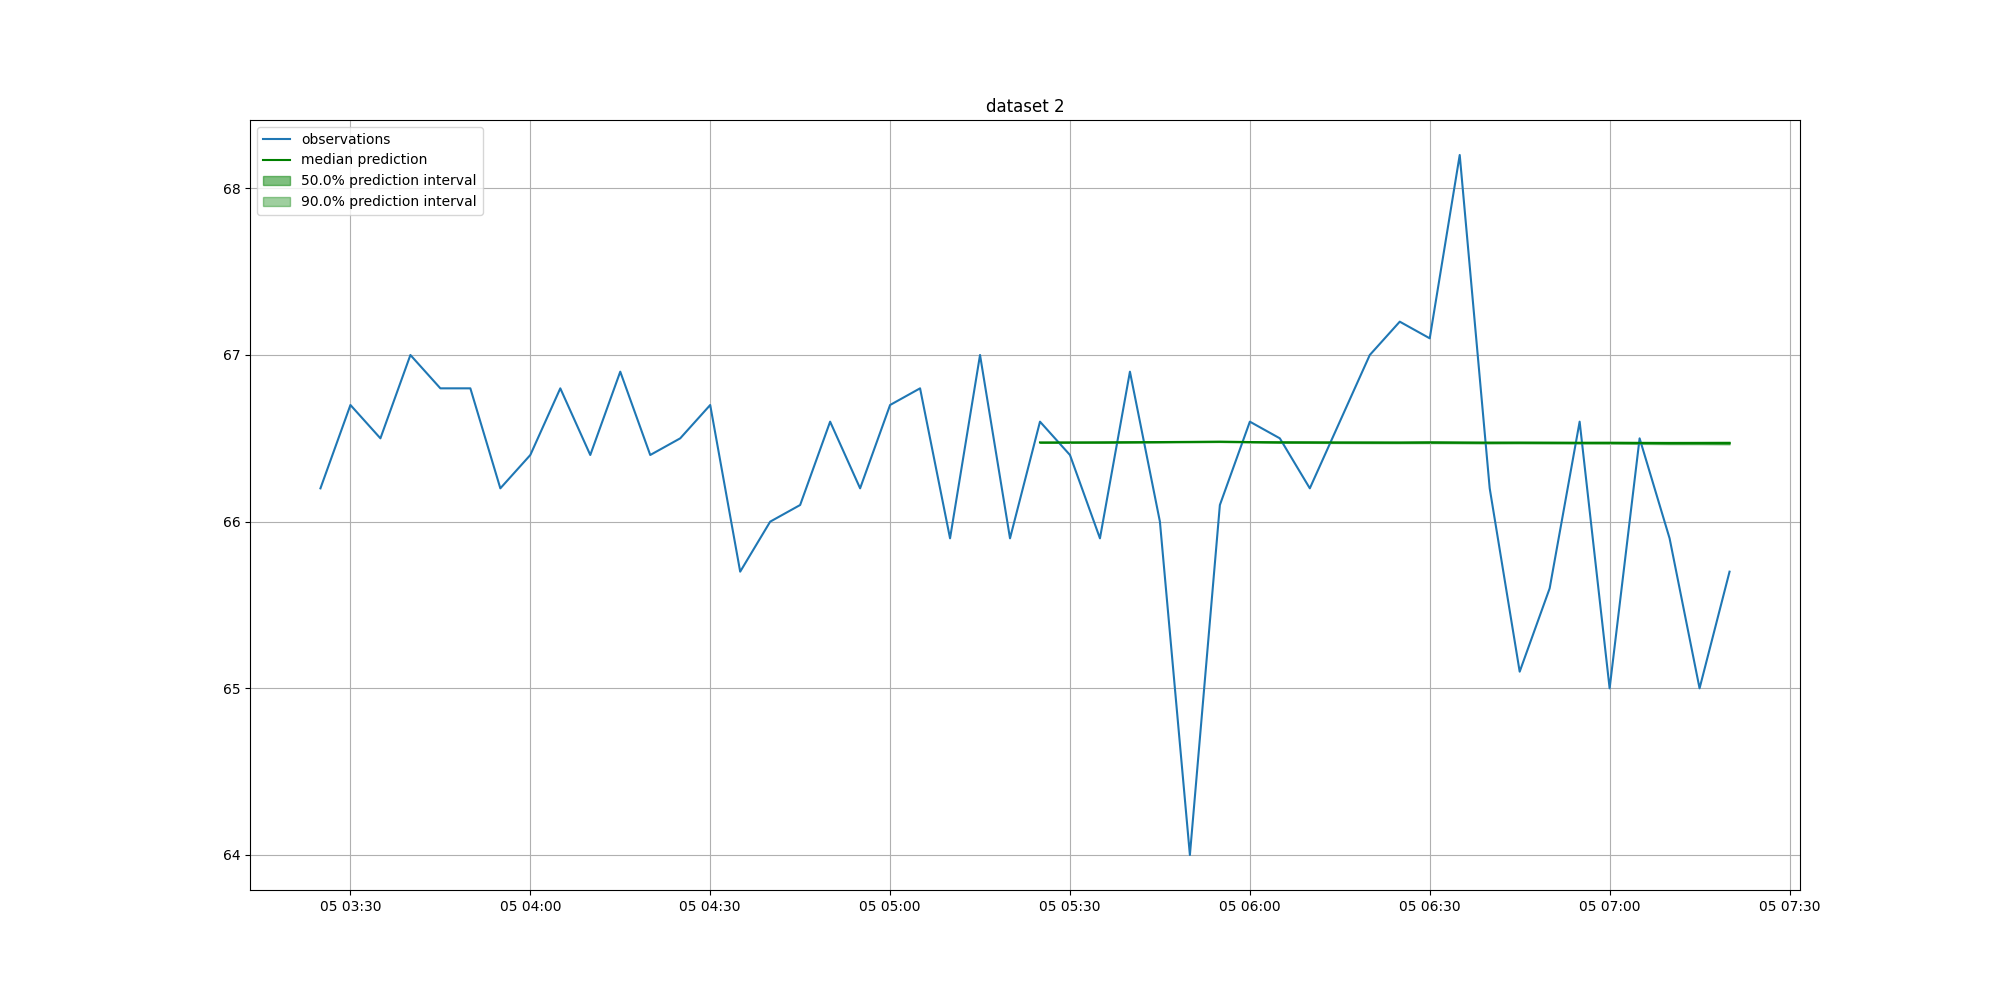 dataset 2
observations
median prediction
50.0% prediction interval
90.0% prediction interval
68
67
66
65
64
05 03:30 05 04:00 05 04:30 05 05:00 05 05:30 05 06:00 05 06:30 05 07:00 05 07:30